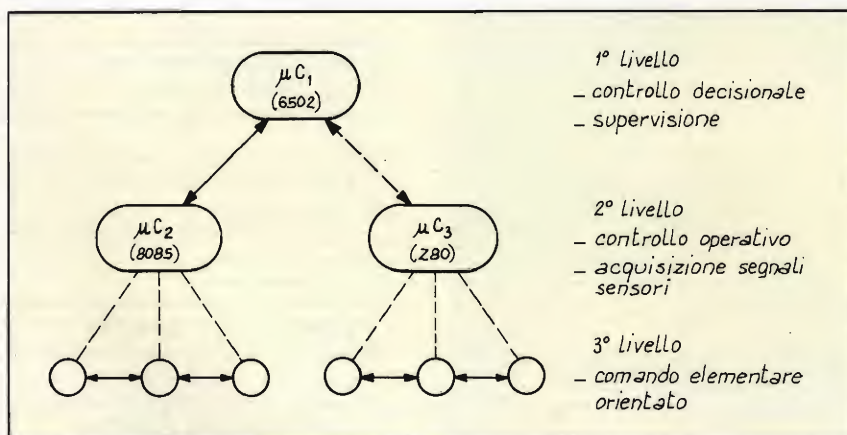 μC₁
(6502)
1° livello
– controllo decisionale
– supervisione
μC₂
(8085)
μC₃
(Z80)
2° livello
– controllo operativo
– acquisizione segnali
sensori
3° livello
– comando elementare
orientato